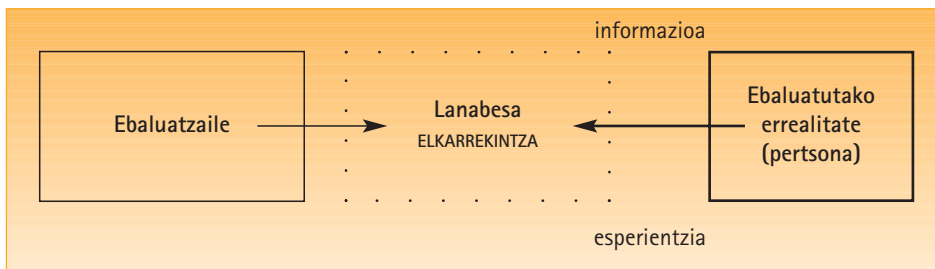 informazioa
Ebaluatzaile
Lanabesa
ELKARREKINTZA
Ebaluatutako
errealitate
(pertsona)
esperientzia